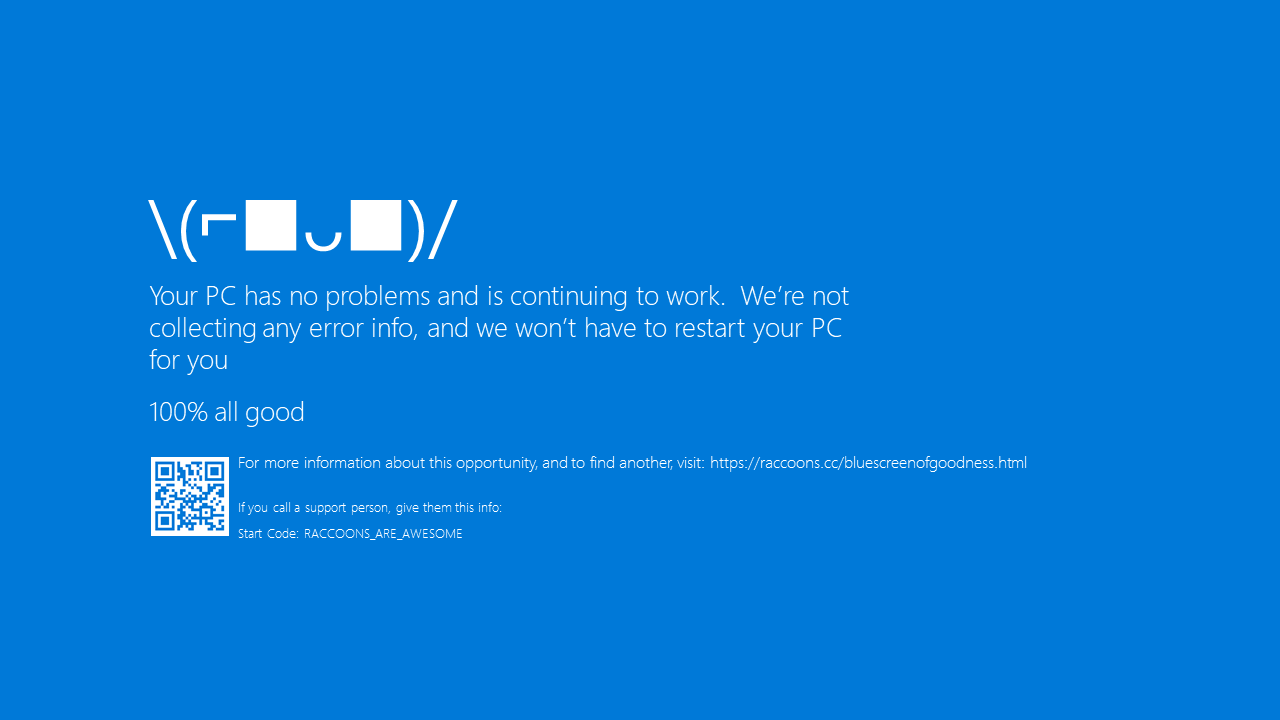 \(⌐■◡■)/
Your PC has no problems and is continuing to work.  We’re not
collecting any error info, and we won’t have to restart your PC
for you
100% all good
For more information about this opportunity, and to find another, visit: https://raccoons.cc/bluescreenofgoodness.html
If you call a support person, give them this info:
Start Code: RACCOONS_ARE_AWESOME